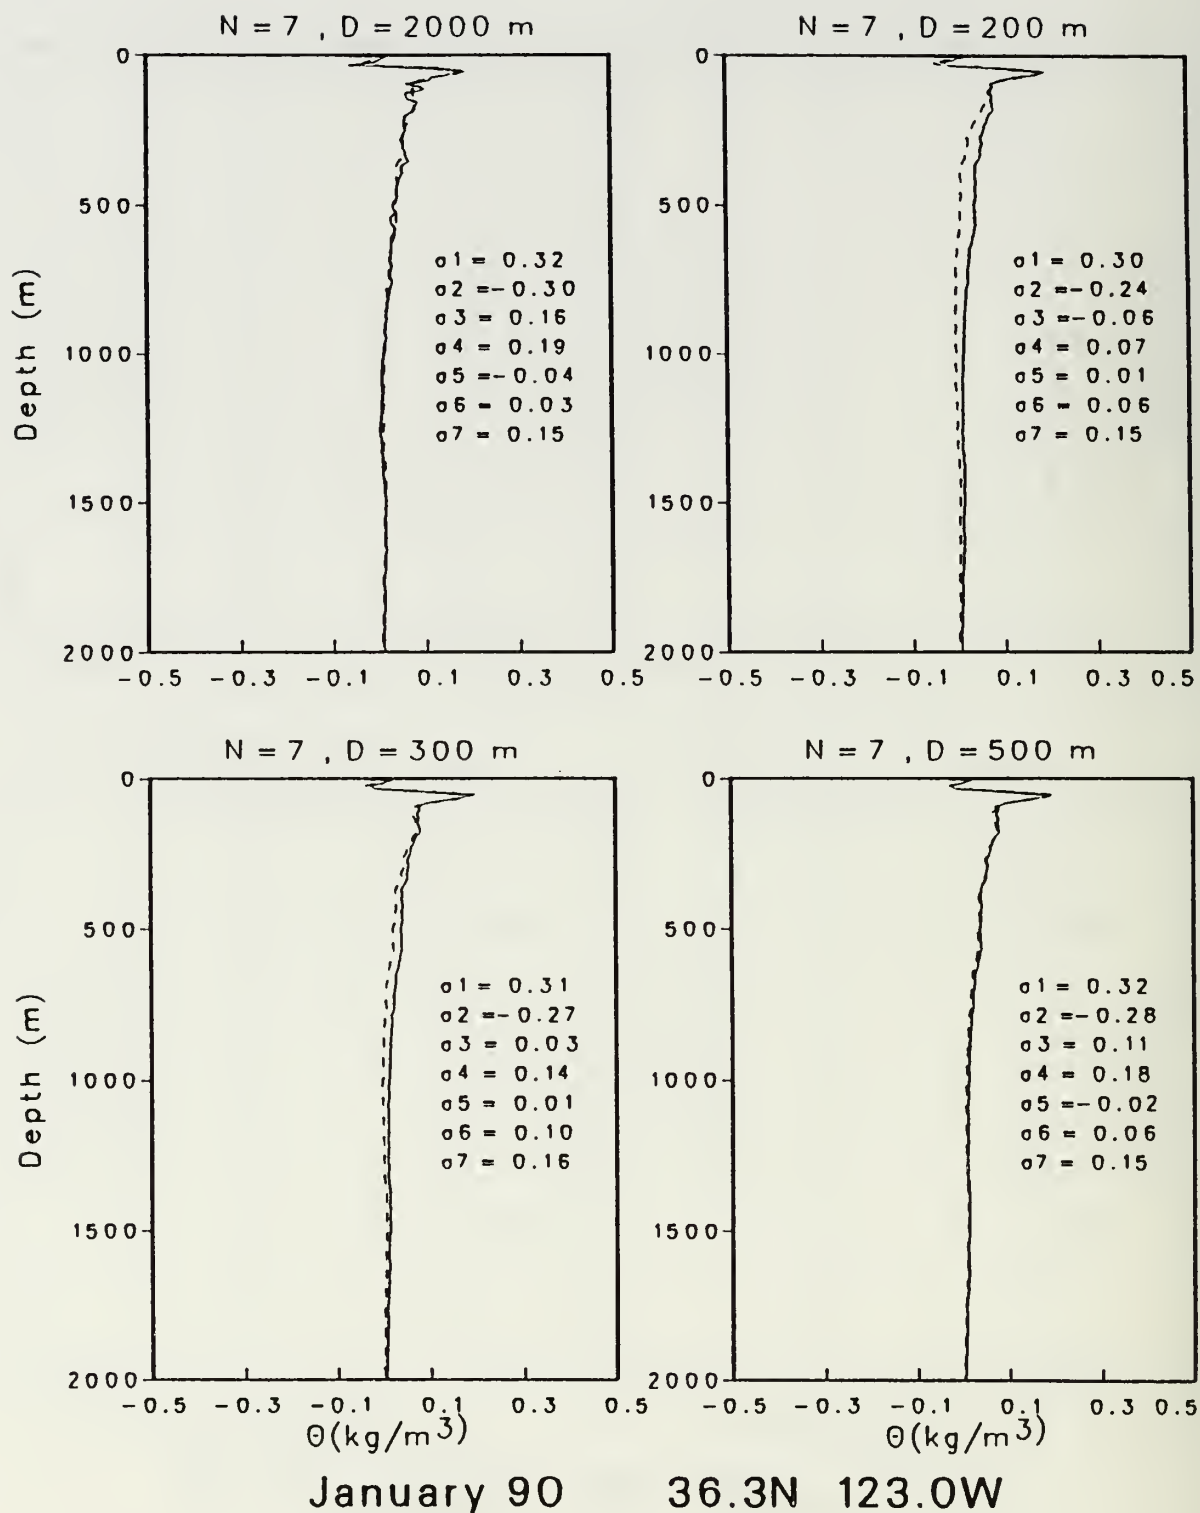 N = 7 , D = 2000 m
0
500
1000
1500
2000
-0.5 -0.3 -0.1 0.1 0.3 0.5
Depth (m)
σ1 = 0.32
σ2 =-0.30
σ3 = 0.16
σ4 = 0.19
σ5 =-0.04
σ6 = 0.03
σ7 = 0.15
N = 7 , D = 200 m
0
500
1000
1500
2000
-0.5 -0.3 -0.1 0.1 0.3 0.5
σ1 = 0.30
σ2 =-0.24
σ3 =-0.06
σ4 = 0.07
σ5 = 0.01
σ6 = 0.06
σ7 = 0.15
N = 7 , D = 300 m
0
500
1000
1500
2000
-0.5 -0.3 -0.1 0.1 0.3 0.5
Depth (m)
Θ(kg/m³)
σ1 = 0.31
σ2 =-0.27
σ3 = 0.03
σ4 = 0.14
σ5 = 0.01
σ6 = 0.10
σ7 = 0.16
N = 7 , D = 500 m
0
500
1000
1500
2000
-0.5 -0.3 -0.1 0.1 0.3 0.5
Θ(kg/m³)
σ1 = 0.32
σ2 =-0.28
σ3 = 0.11
σ4 = 0.18
σ5 =-0.02
σ6 = 0.06
σ7 = 0.15
January 90 36.3N 123.0W